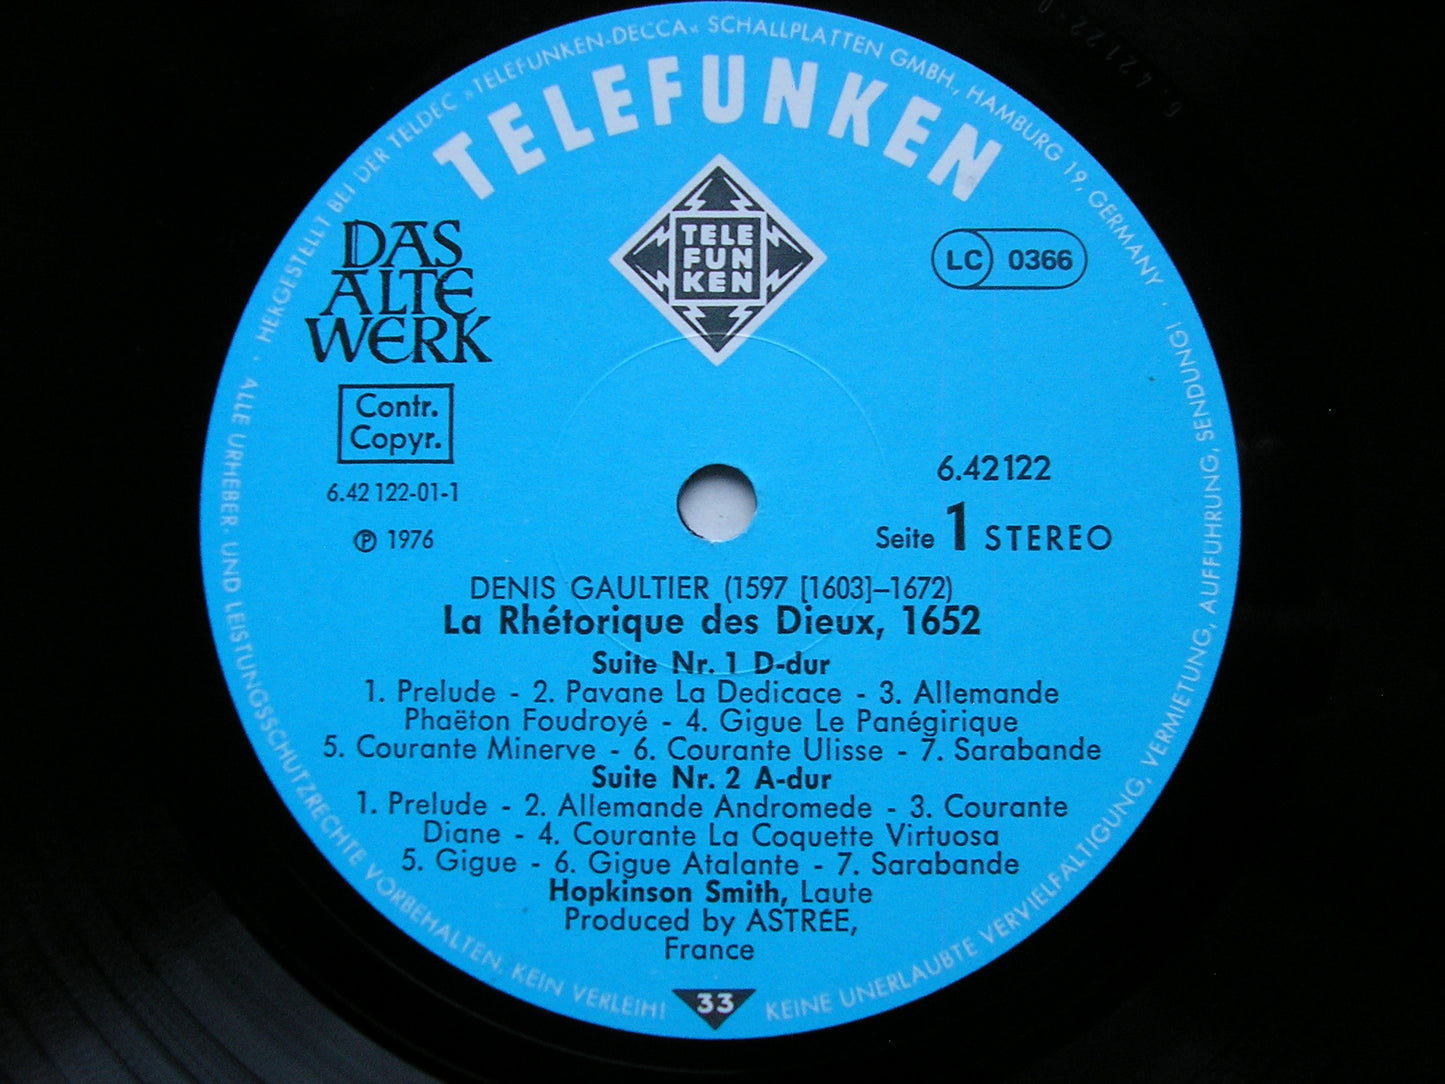 HERGESTELLT BEI DER TELDEC »TELEFUNKEN-DECCA« SCHALLPLATTEN GMBH., HAMBURG 19, GERMANY ·
TELEFUNKEN
TELE
FUN
KEN
DAS
ALTE
WERK
LC 0366
Contr.
Copyr.
6.42 122-01-1
℗ 1976
6.42122
Seite 1 STEREO
DENIS GAULTIER (1597 [1603]–1672)
La Rhétorique des Dieux, 1652
Suite Nr. 1 D-dur
1. Prelude - 2. Pavane La Dedicace - 3. Allemande
Phaëton Foudroyé - 4. Gigue Le Panégirique
5. Courante Minerve - 6. Courante Ulisse - 7. Sarabande
Suite Nr. 2 A-dur
1. Prelude - 2. Allemande Andromede - 3. Courante
Diane - 4. Courante La Coquette Virtuosa
5. Gigue - 6. Gigue Atalante - 7. Sarabande
Hopkinson Smith, Laute
Produced by ASTRÉE,
France
33
· ALLE URHEBER- UND LEISTUNGSSCHUTZRECHTE VORBEHALTEN, KEIN VERLEIH! KEINE UNERLAUBTE VERVIELFÄLTIGUNG, VERMIETUNG, AUFFÜHRUNG, SENDUNG!